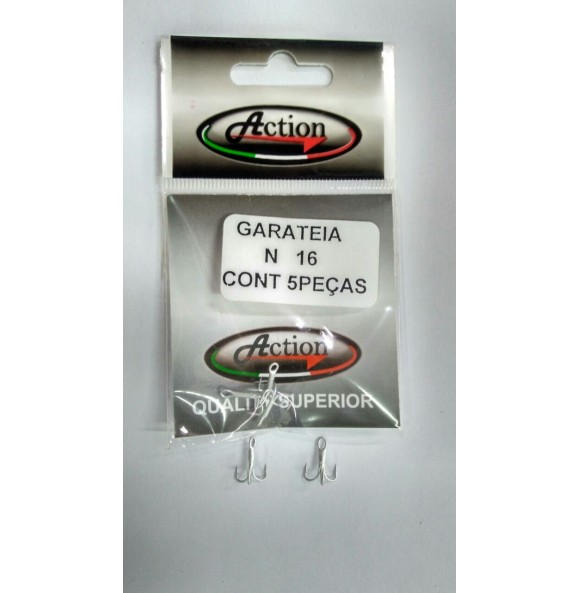 Action
GARATEIA
N 16
CONT 5PEÇAS
Action
QUALITY SUPERIOR